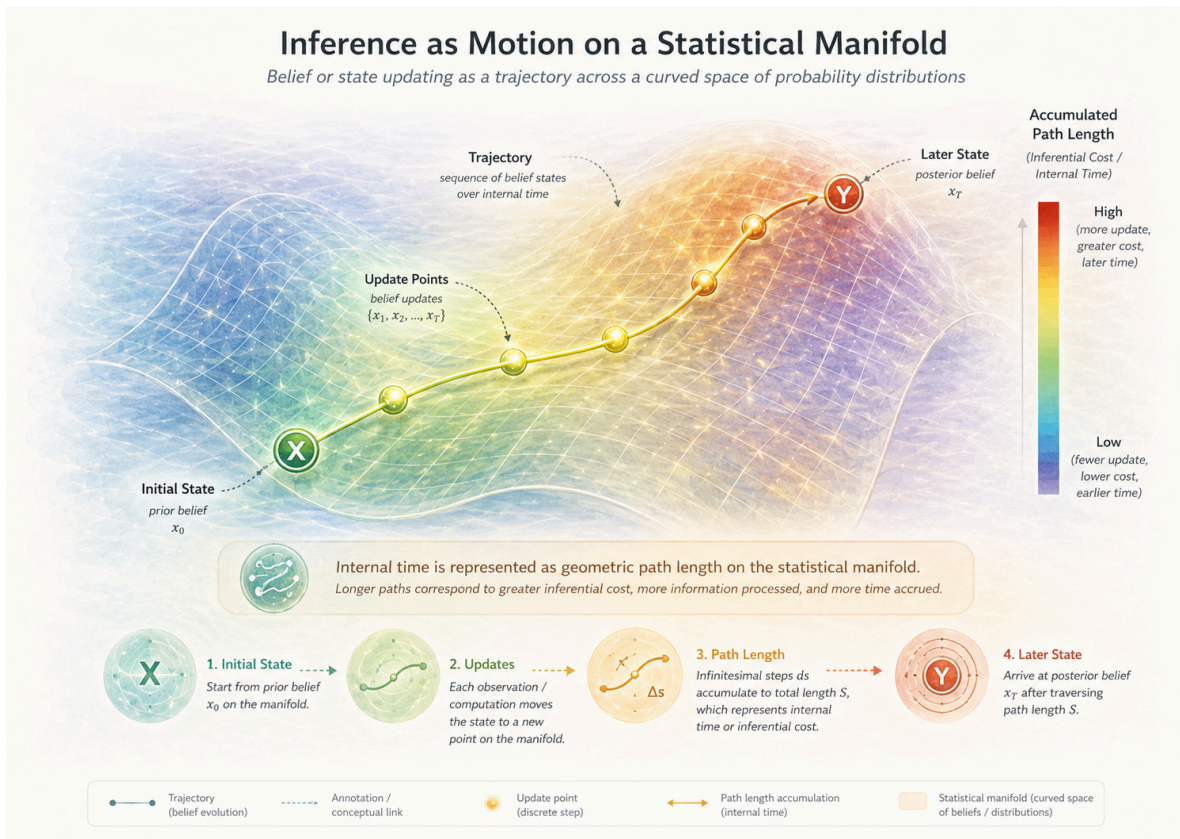 Inference as Motion on a Statistical Manifold
Belief or state updating as a trajectory across a curved space of probability distributions
Accumulated
Path Length
(Inferential Cost /
Internal Time)
High
(more update,
greater cost,
later time)
Low
(fewer update,
lower cost,
earlier time)
Trajectory
sequence of belief states
over internal time
Later State
posterior belief
x_T
Y
Update Points
belief updates
{x₁, x₂, ..., x_T}
X
Initial State
prior belief
x₀
Internal time is represented as geometric path length on the statistical manifold.
Longer paths correspond to greater inferential cost, more information processed, and more time accrued.
X
1. Initial State
Start from prior belief
x₀ on the manifold.
2. Updates
Each observation /
computation moves
the state to a new
point on the manifold.
Δs
3. Path Length
Infinitesimal steps ds
accumulate to total length S,
which represents internal
time or inferential cost.
Y
4. Later State
Arrive at posterior belief
x_T after traversing
path length S.
Trajectory
(belief evolution)
Annotation /
conceptual link
Update point
(discrete step)
Path length accumulation
(internal time)
Statistical manifold (curved space
of beliefs / distributions)